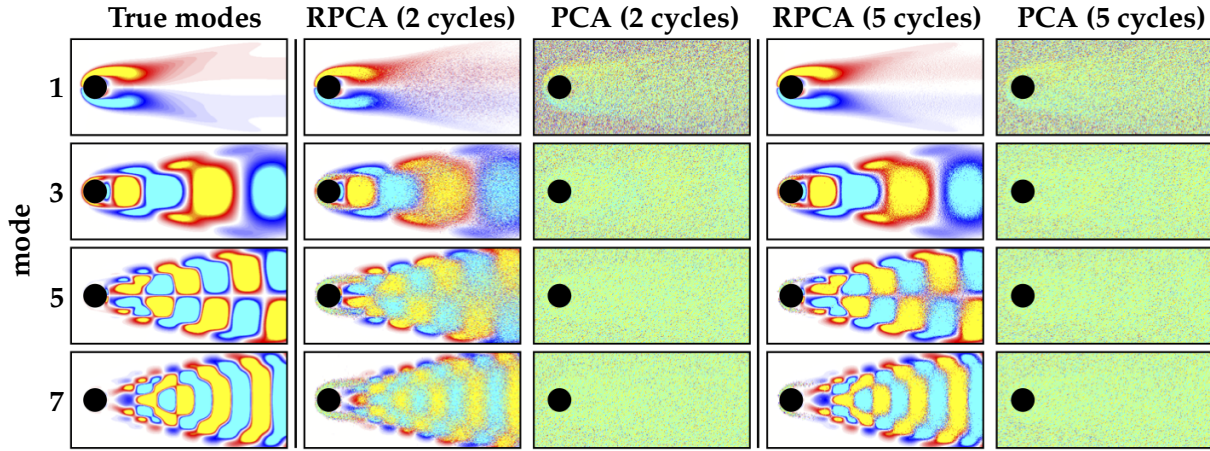 True modes RPCA (2 cycles) PCA (2 cycles) RPCA (5 cycles) PCA (5 cycles)
mode
1
3
5
7